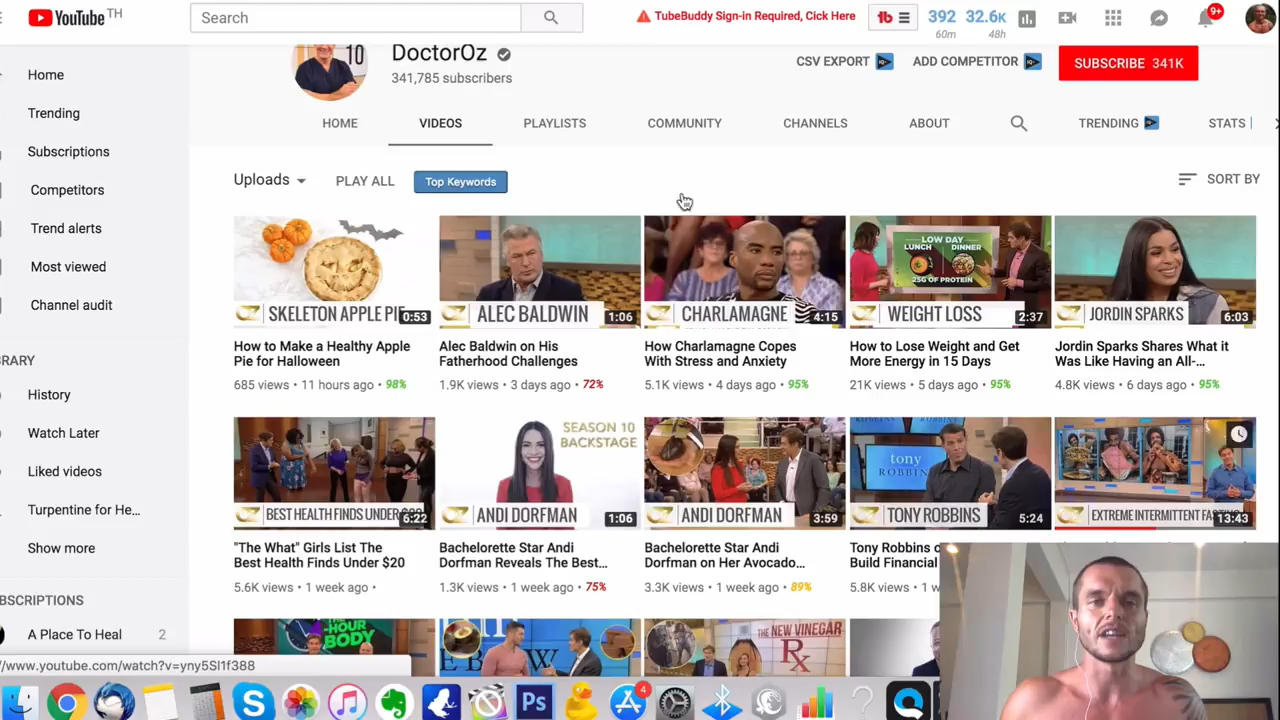 YouTube TH
Search
TubeBuddy Sign-in Required, Click Here
tb
392
60m
32.6K
48h
9+
10
DoctorOz
341,785 subscribers
CSV EXPORT
ADD COMPETITOR
SUBSCRIBE 341K
HOME
VIDEOS
PLAYLISTS
COMMUNITY
CHANNELS
ABOUT
TRENDING
STATS
Home
Trending
Subscriptions
Competitors
Trend alerts
Most viewed
Channel audit
BRARY
History
Watch Later
Liked videos
Turpentine for He...
Show more
BSCRIPTIONS
A Place To Heal 2
Uploads
PLAY ALL
Top Keywords
SORT BY
SKELETON APPLE PIE
0:53
How to Make a Healthy Apple
Pie for Halloween
685 views • 11 hours ago • 98%
ALEC BALDWIN
1:06
Alec Baldwin on His
Fatherhood Challenges
1.9K views • 3 days ago • 72%
CHARLAMAGNE
4:15
How Charlamagne Copes
With Stress and Anxiety
5.1K views • 4 days ago • 95%
LOW DAY
LUNCH
DINNER
25G OF PROTEIN
WEIGHT LOSS
2:37
How to Lose Weight and Get
More Energy in 15 Days
21K views • 5 days ago • 95%
JORDIN SPARKS
6:03
Jordin Sparks Shares What it
Was Like Having an All-...
4.8K views • 6 days ago • 95%
BEST HEALTH FINDS UNDER
6:22
"The What" Girls List The
Best Health Finds Under $20
5.6K views • 1 week ago •
SEASON 10
BACKSTAGE
ANDI DORFMAN
1:06
Bachelorette Star Andi
Dorfman Reveals The Best...
1.3K views • 1 week ago • 75%
ANDI DORFMAN
3:59
Bachelorette Star Andi
Dorfman on Her Avocado...
3.3K views • 1 week ago • 89%
tony
ROBBINS
TONY ROBBINS
5:24
Tony Robbins o
Build Financial
5.8K views • 1 w
EXTREME INTERMITTENT FASTING
13:43
-HOUR
BODY
THE NEW VINEGAR
Rx
//www.youtube.com/watch?v=yny5Sl1f388
Ps
4